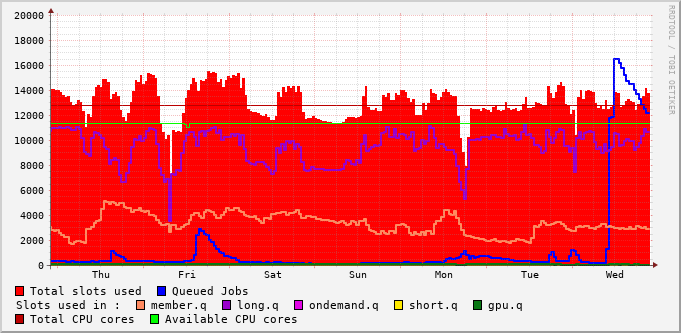 20000
18000
16000
14000
12000
10000
8000
6000
4000
2000
0
Thu Fri Sat Sun Mon Tue Wed
Total slots used Queued Jobs
Slots used in : member.q long.q ondemand.q short.q gpu.q
Total CPU cores Available CPU cores
RRDTOOL / TOBI OETIKER